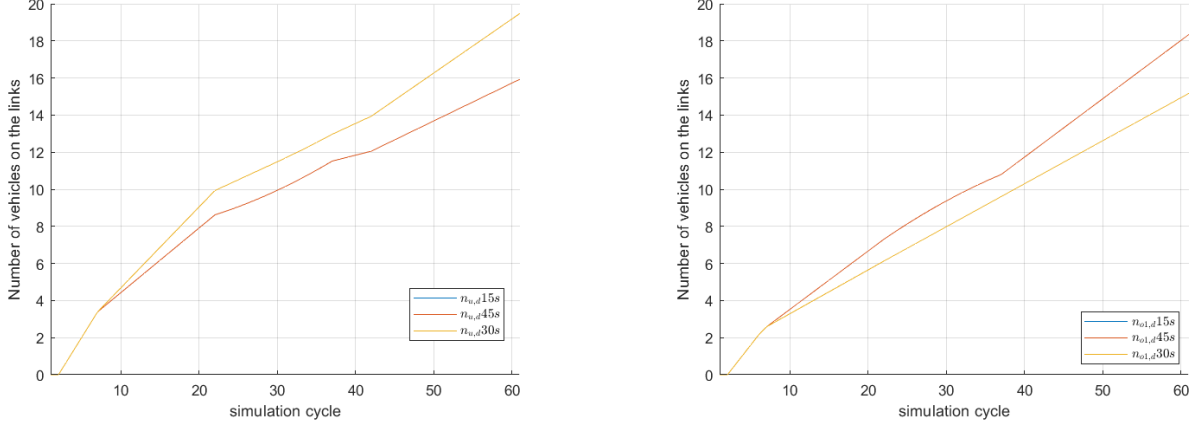 20
18
16
14
12
10
8
6
4
2
0
Number of vehicles on the links
10 20 30 40 50 60
simulation cycle
n_{u,d}15s
n_{u,d}45s
n_{u,d}30s
20
18
16
14
12
10
8
6
4
2
0
Number of vehicles on the links
10 20 30 40 50 60
simulation cycle
n_{o1,d}15s
n_{o1,d}45s
n_{o1,d}30s